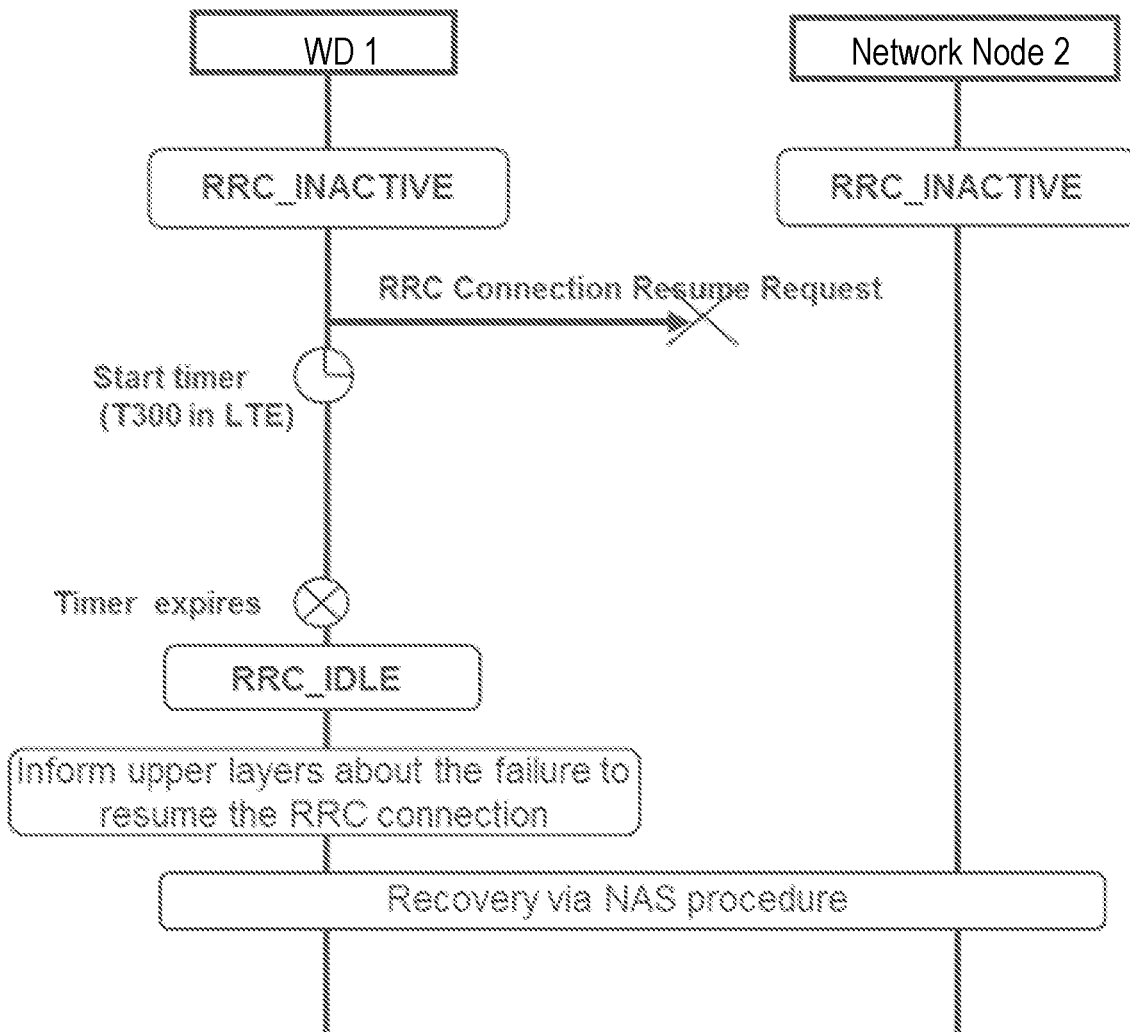 WD 1
Network Node 2
RRC_INACTIVE
RRC_INACTIVE
RRC Connection Resume Request
Start timer
(T300 in LTE)
Timer expires
RRC_IDLE
Inform upper layers about the failure to
resume the RRC connection
Recovery via NAS procedure